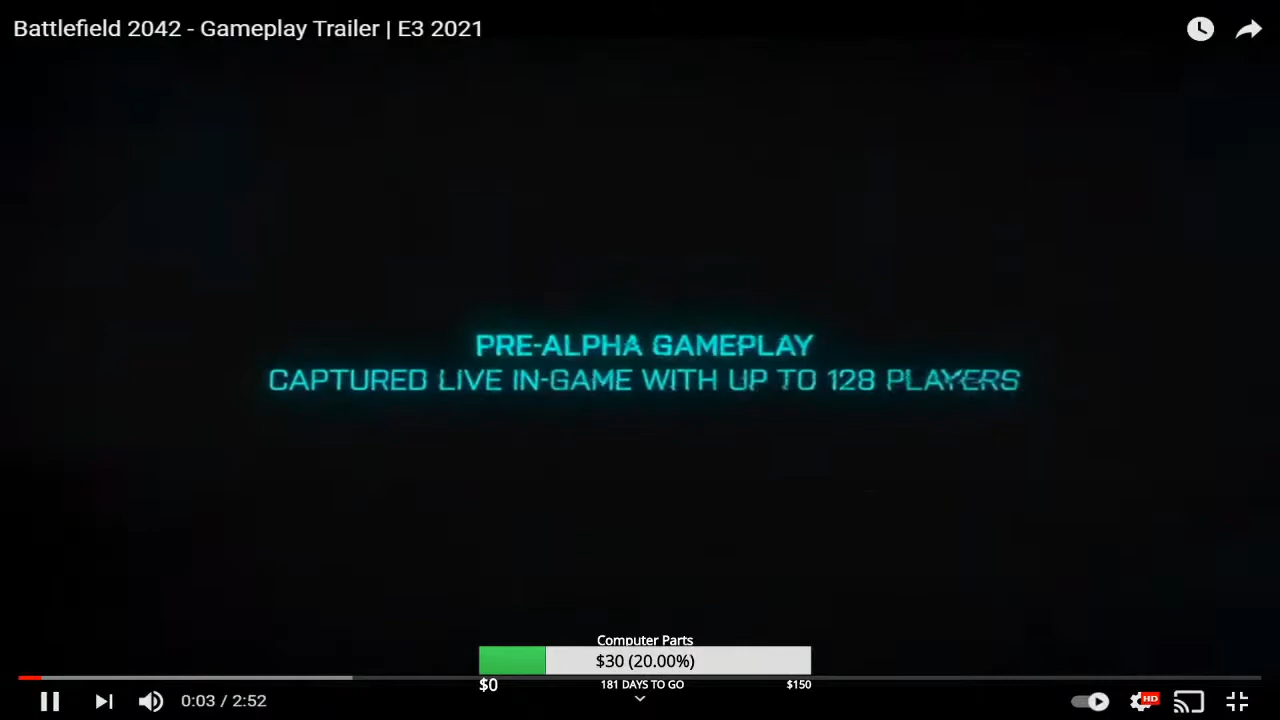 Battlefield 2042 - Gameplay Trailer | E3 2021
PRE-ALPHA GAMEPLAY
CAPTURED LIVE IN-GAME WITH UP TO 128 PLAYERS
Computer Parts
$30 (20.00%)
$0 181 DAYS TO GO $150
0:03 / 2:52
HD